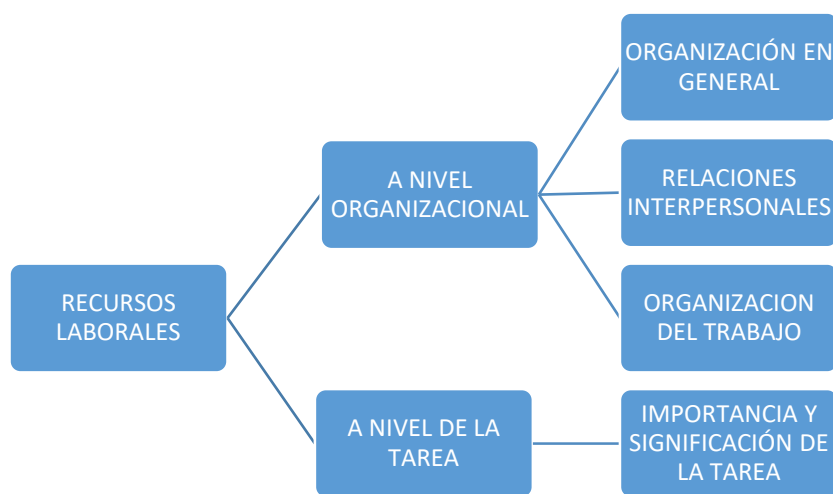 ORGANIZACIÓN EN
GENERAL
A NIVEL
ORGANIZACIONAL
RELACIONES
INTERPERSONALES
RECURSOS
LABORALES
ORGANIZACION
DEL TRABAJO
A NIVEL DE LA
TAREA
IMPORTANCIA Y
SIGNIFICACIÓN DE
LA TAREA